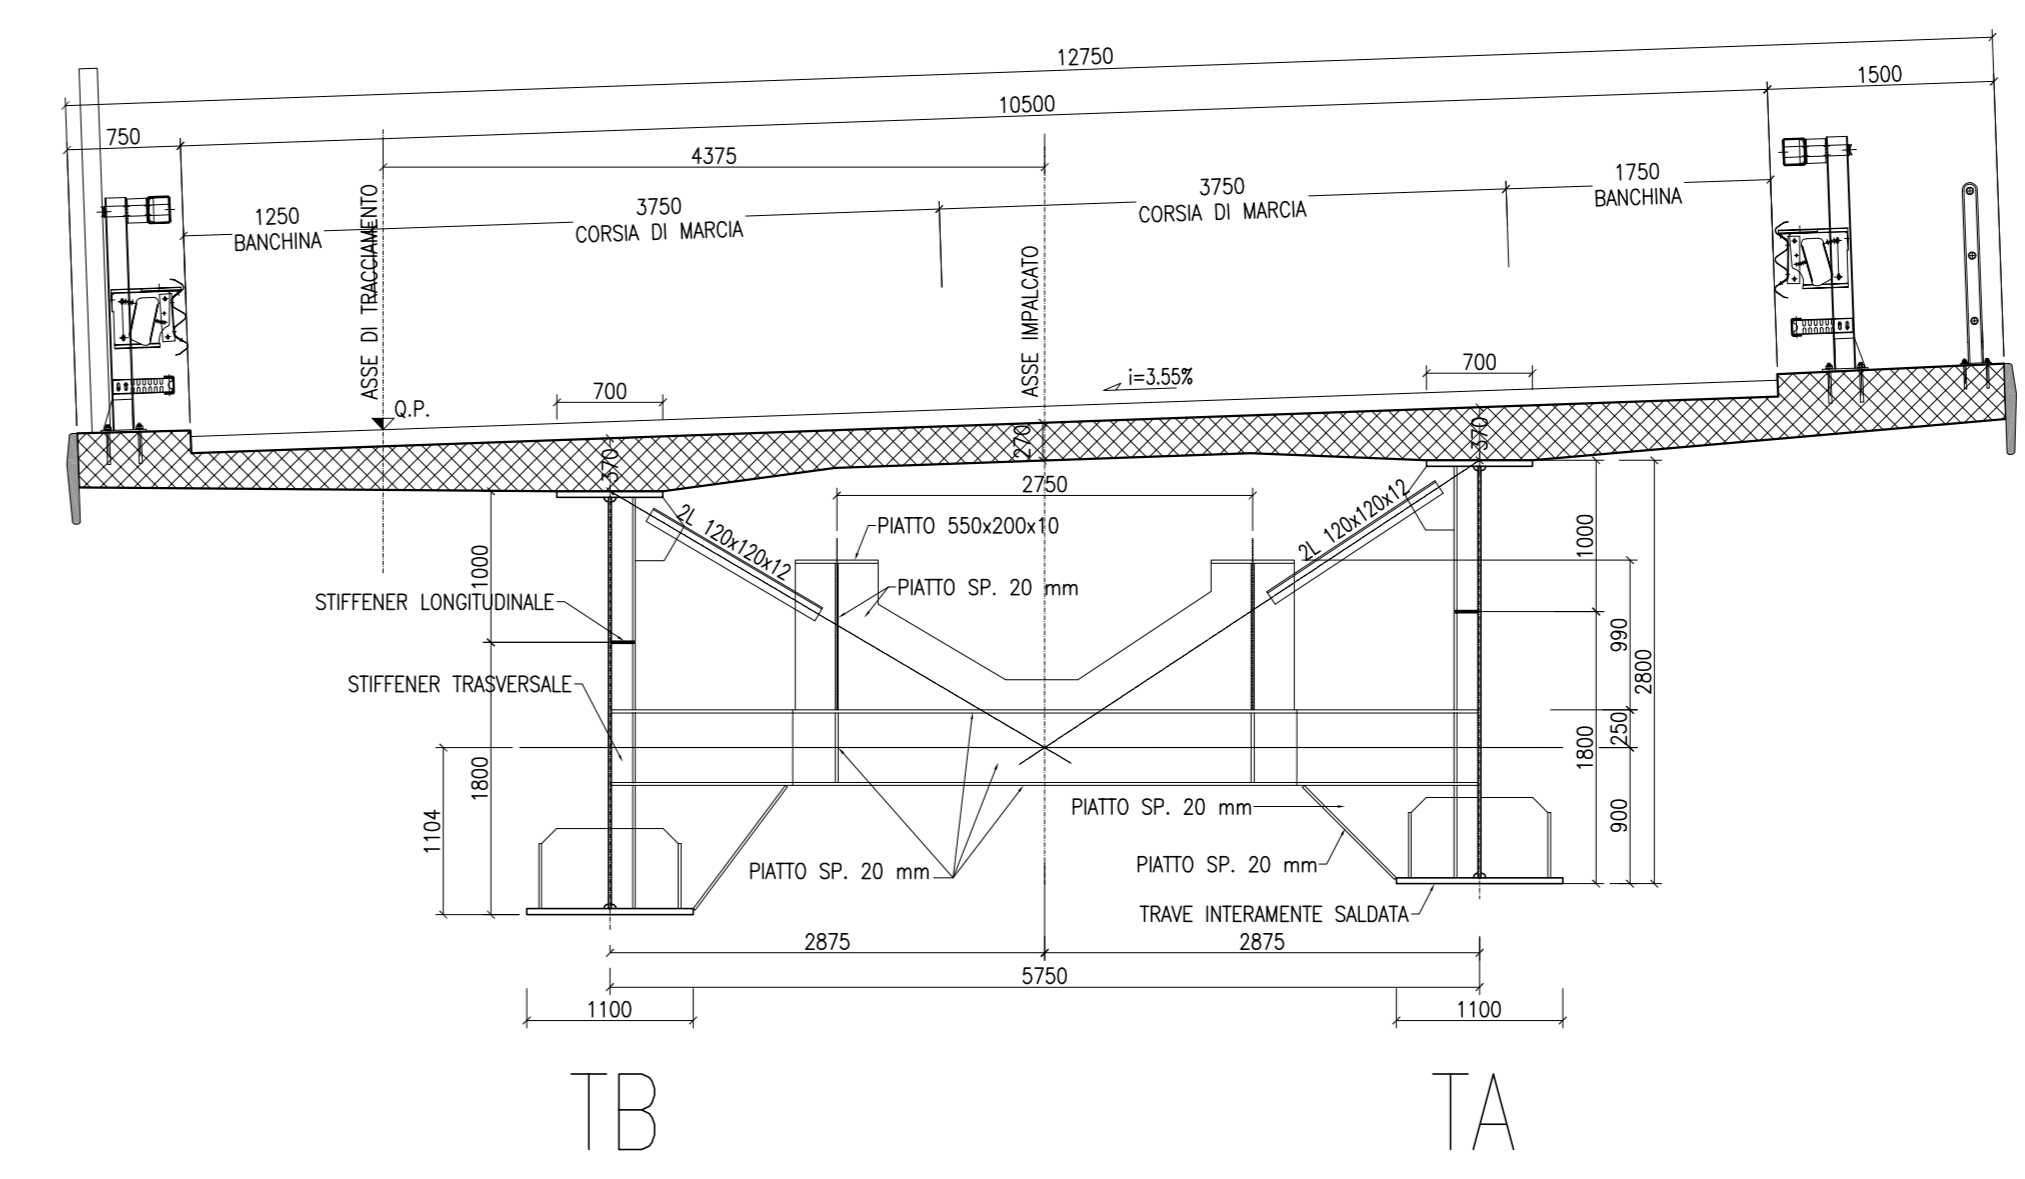 12750
1500
10500
750
4375
1750
BANCHINA
3750
CORSIA DI MARCIA
3750
CORSIA DI MARCIA
1250
BANCHINA
ASSE DI TRACCIAMENTO
ASSE IMPALCATO
700
i=3.55%
700
Q.P.
270
370
370
2750
2L 120x120x12
2L 120x120x12
PIATTO 550x200x10
1000
1000
PIATTO SP. 20 mm
STIFFENER LONGITUDINALE
990
2800
STIFFENER TRASVERSALE
250
1800
1800
1104
900
PIATTO SP. 20 mm
PIATTO SP. 20 mm
PIATTO SP. 20 mm
TRAVE INTERAMENTE SALDATA
2875
2875
5750
1100
1100
TB
TA